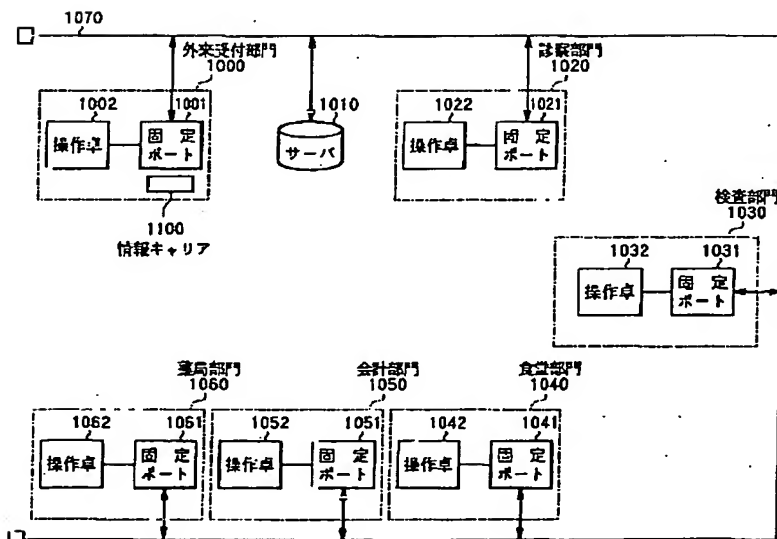 1070
外来受付部門
1000
1002
1001
操作卓
固定
ポート
1100
情報キャリア
1010
サーバ
診察部門
1020
1022
1021
操作卓
固定
ポート
検査部門
1030
1032
1031
操作卓
固定
ポート
薬局部門
1060
1062
1061
操作卓
固定
ポート
会計部門
1050
1052
1051
操作卓
固定
ポート
食堂部門
1040
1042
1041
操作卓
固定
ポート